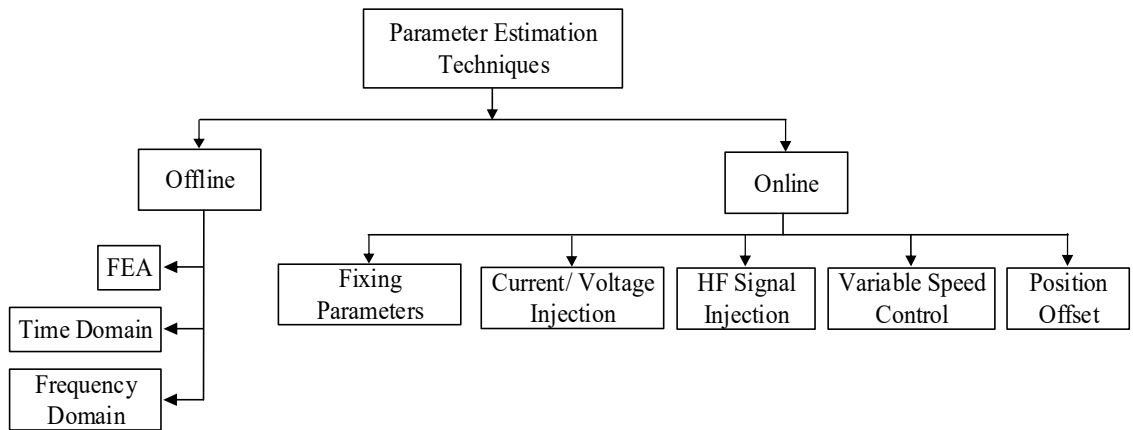 Parameter Estimation
Techniques
Offline
Online
FEA
Time Domain
Frequency
Domain
Fixing
Parameters
Current/ Voltage
Injection
HF Signal
Injection
Variable Speed
Control
Position
Offset